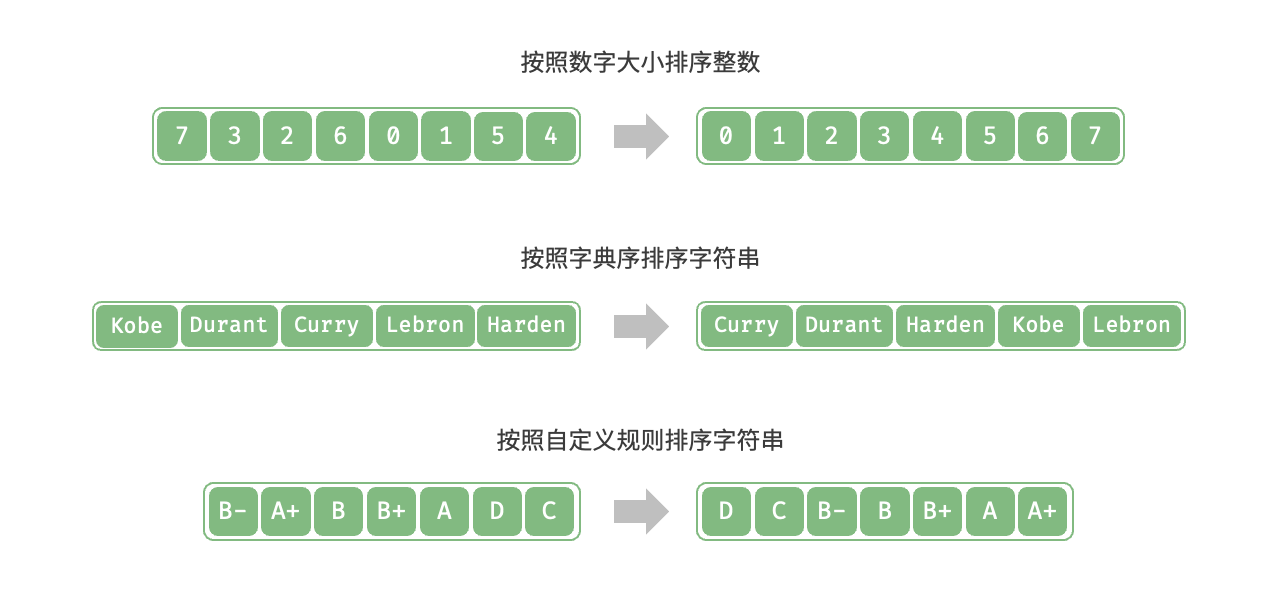 按照数字大小排序整数
7 3 2 6 0 1 5 4 0 1 2 3 4 5 6 7
按照字典序排序字符串
Kobe Durant Curry Lebron Harden Curry Durant Harden Kobe Lebron
按照自定义规则排序字符串
B- A+ B B+ A D C D C B- B B+ A A+